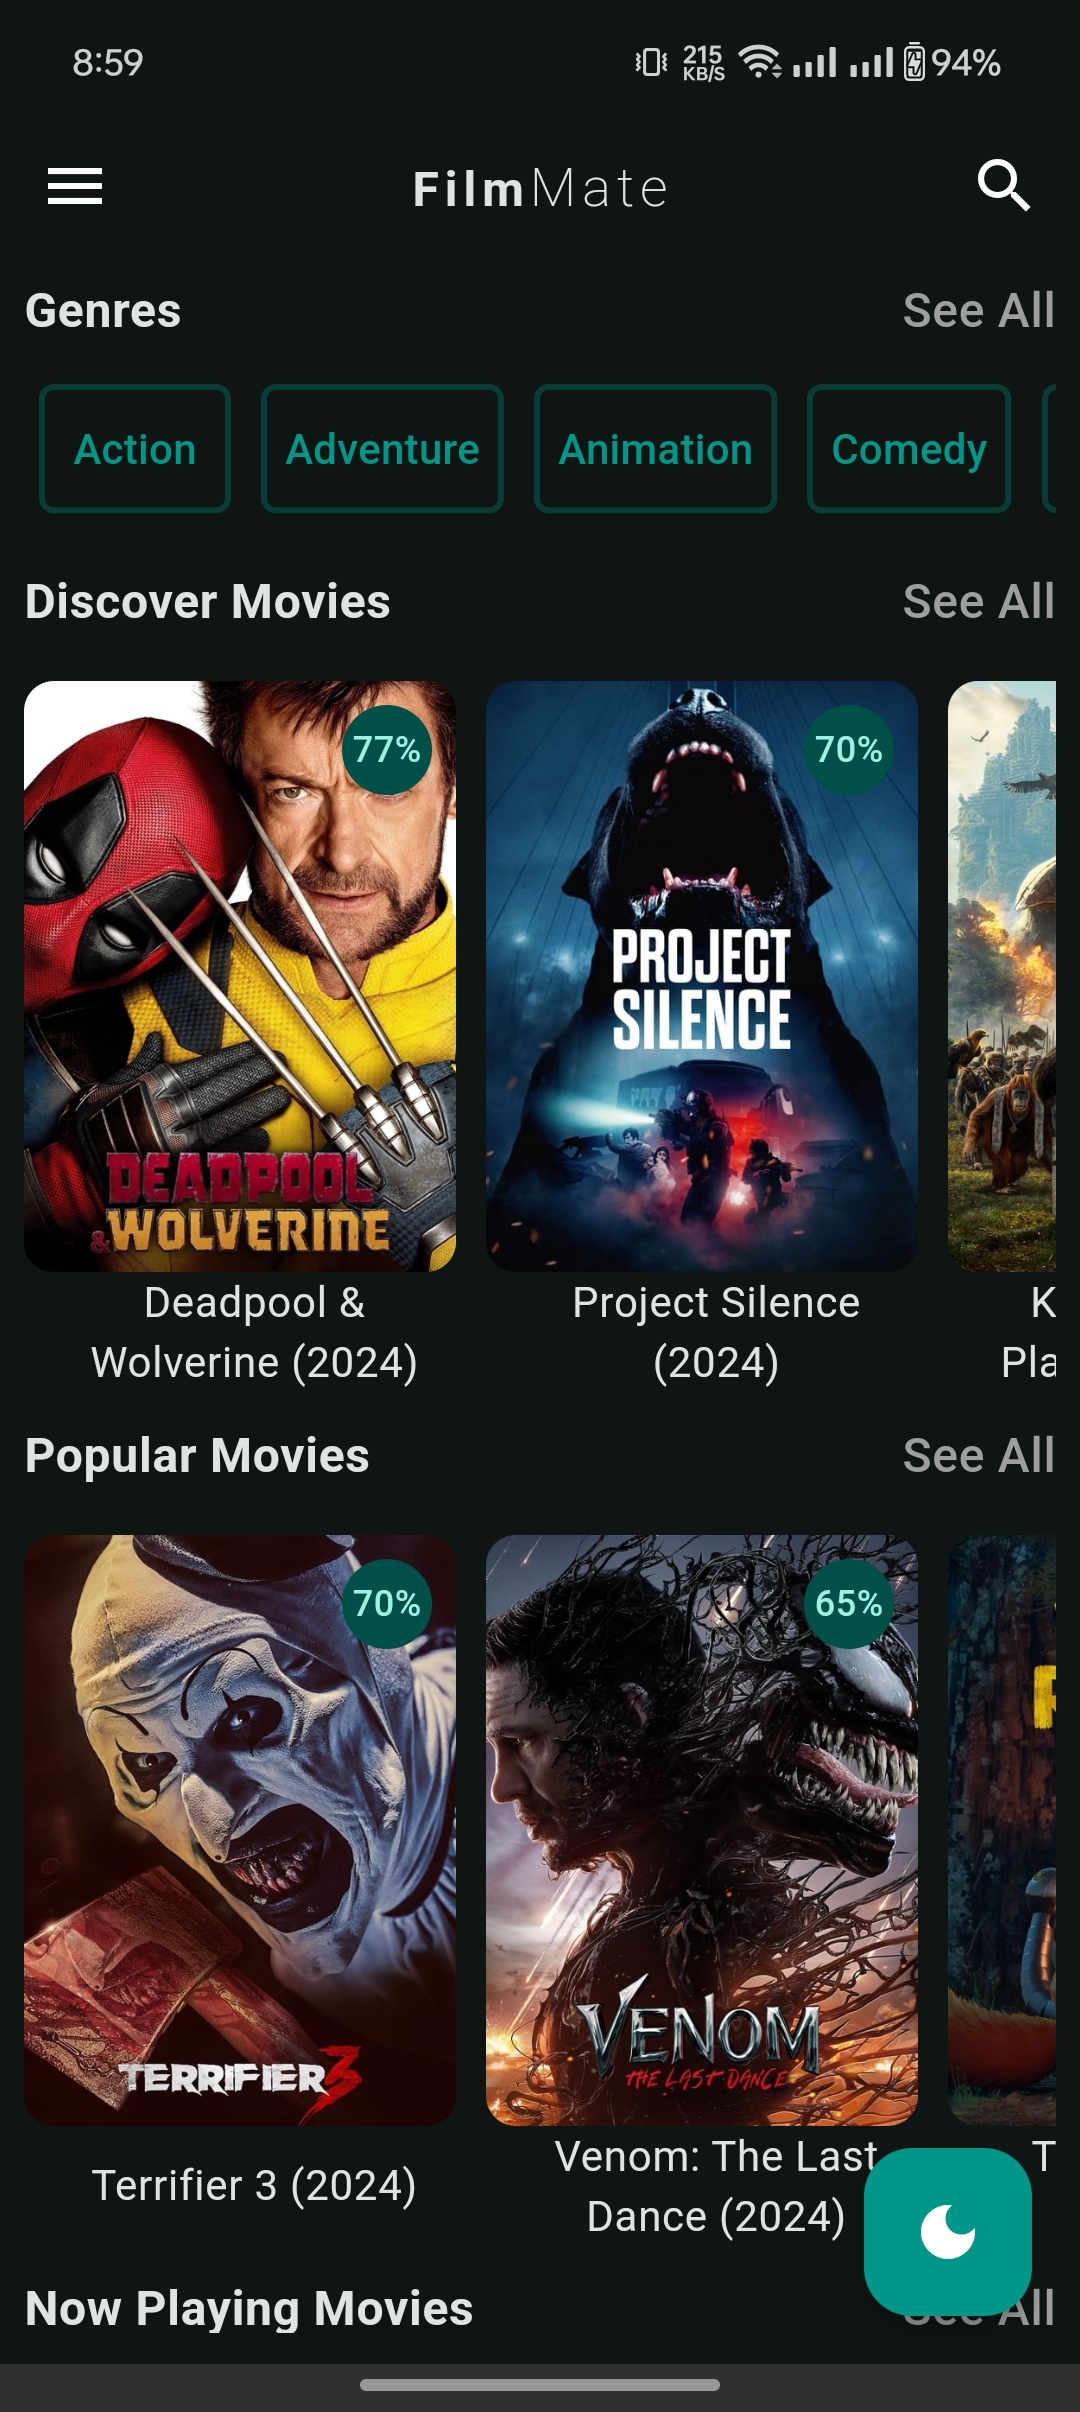 8:59
215
KB/S
94%
FilmMate
Genres
See All
Action
Adventure
Animation
Comedy
Discover Movies
See All
77%
70%
PROJECT
SILENCE
DEADPOOL
&WOLVERINE
Deadpool &
Wolverine (2024)
Project Silence
(2024)
K
Pla
Popular Movies
See All
70%
65%
TERRIFIER 3
VENOM
THE LAST DANCE
Terrifier 3 (2024)
Venom: The Last
Dance (2024)
T
Now Playing Movies
See All